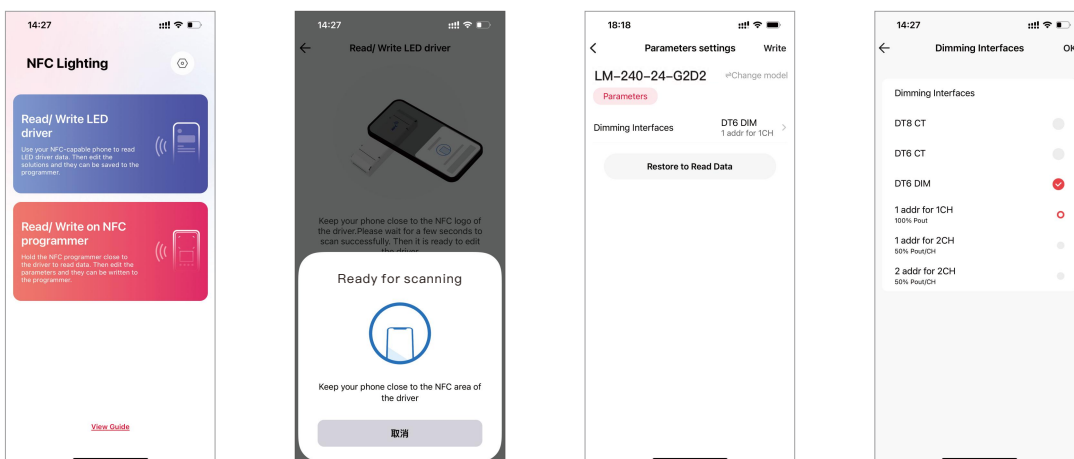 14:27
NFC Lighting
Read/ Write LED
driver
Use your NFC-capable phone to read
LED driver data. Then edit the
solutions and they can be saved to the
programmer.
Read/ Write on NFC
programmer
Hold the NFC programmer close to
the driver to read data. Then edit the
parameters and they can be written to
the programmer.
View Guide
14:27
Read/ Write LED driver
Keep your phone close to the NFC logo of
the driver.Please wait for a few seconds to
scan successfully. Then it is ready to edit
the driver
Ready for scanning
Keep your phone close to the NFC area of
the driver
取消
18:18
Parameters settings Write
LM-240-24-G2D2 ⇌Change model
Parameters
Dimming Interfaces DT6 DIM
1 addr for 1CH
Restore to Read Data
14:27
Dimming Interfaces OK
Dimming Interfaces
DT8 CT
DT6 CT
DT6 DIM
1 addr for 1CH
100% Pout
1 addr for 2CH
50% Pout/CH
2 addr for 2CH
50% Pout/CH